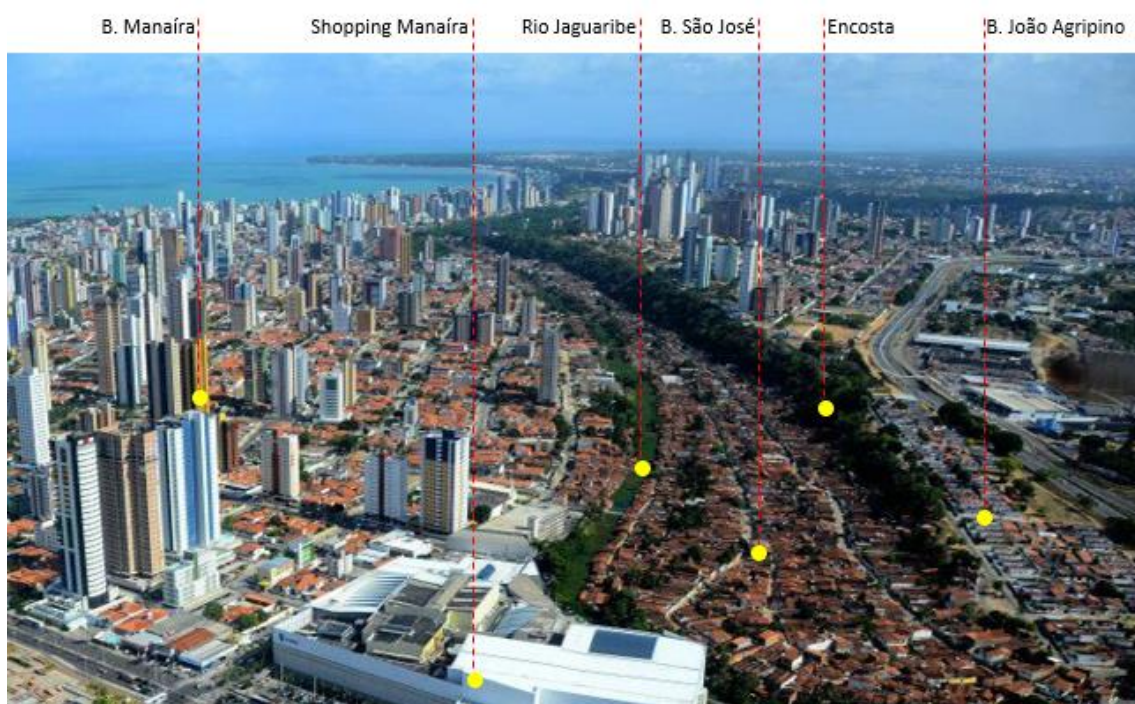 B. Manaíra
Shopping Manaíra
Rio Jaguaribe
B. São José
Encosta
B. João Agripino